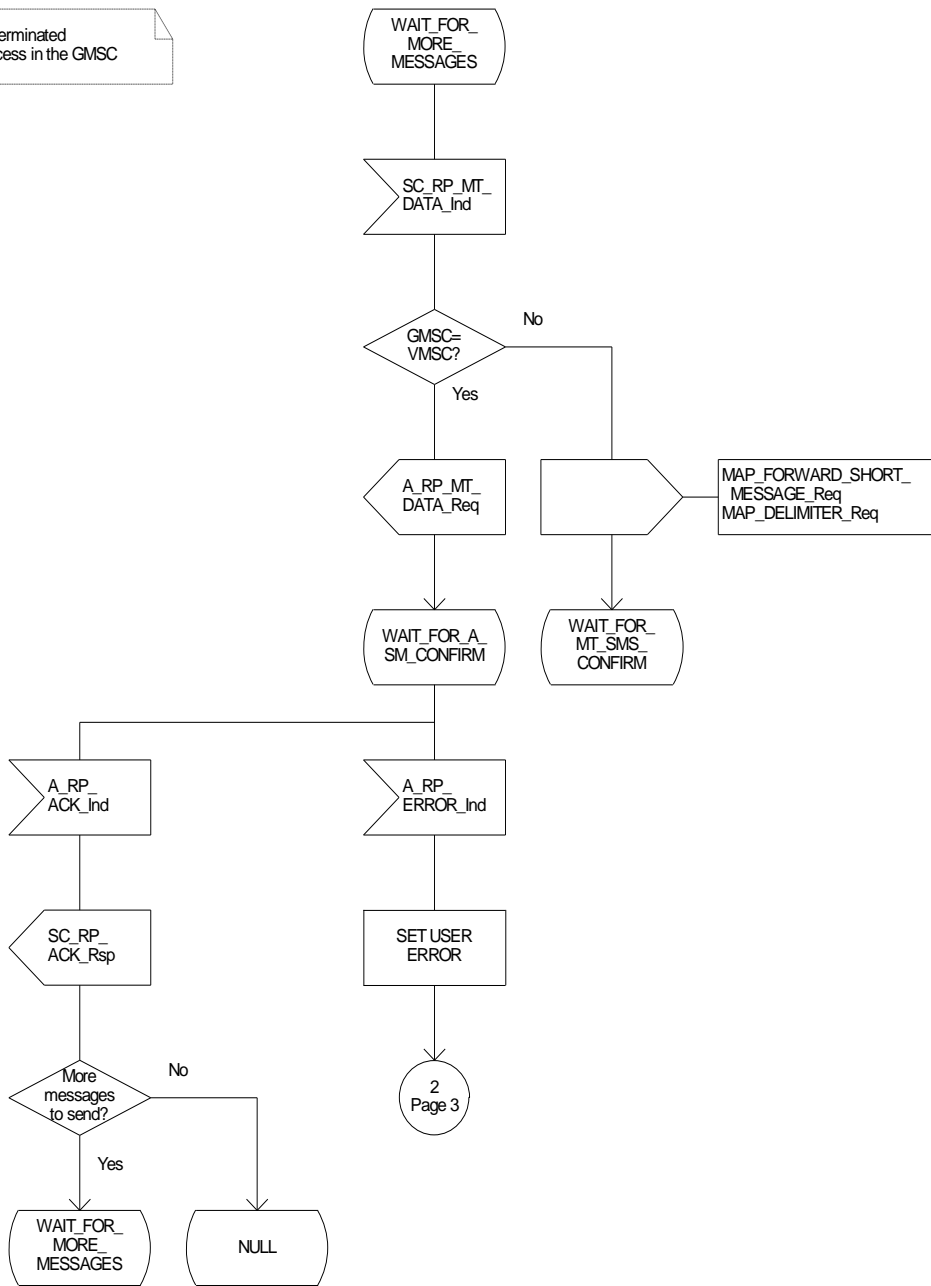 erminated
cess in the GMSC
WAIT_FOR_
MORE_
MESSAGES
SC_RP_MT_
DATA_Ind
GMSC=
VMSC?
No
Yes
A_RP_MT_
DATA_Req
MAP_FORWARD_SHORT_
MESSAGE_Req
MAP_DELIMITER_Req
WAIT_FOR_A_
SM_CONFIRM
WAIT_FOR_
MT_SMS_
CONFIRM
A_RP_
ACK_Ind
A_RP_
ERROR_Ind
SC_RP_
ACK_Rsp
SET USER
ERROR
More
messages
to send?
No
Yes
2
Page 3
WAIT_FOR_
MORE_
MESSAGES
NULL